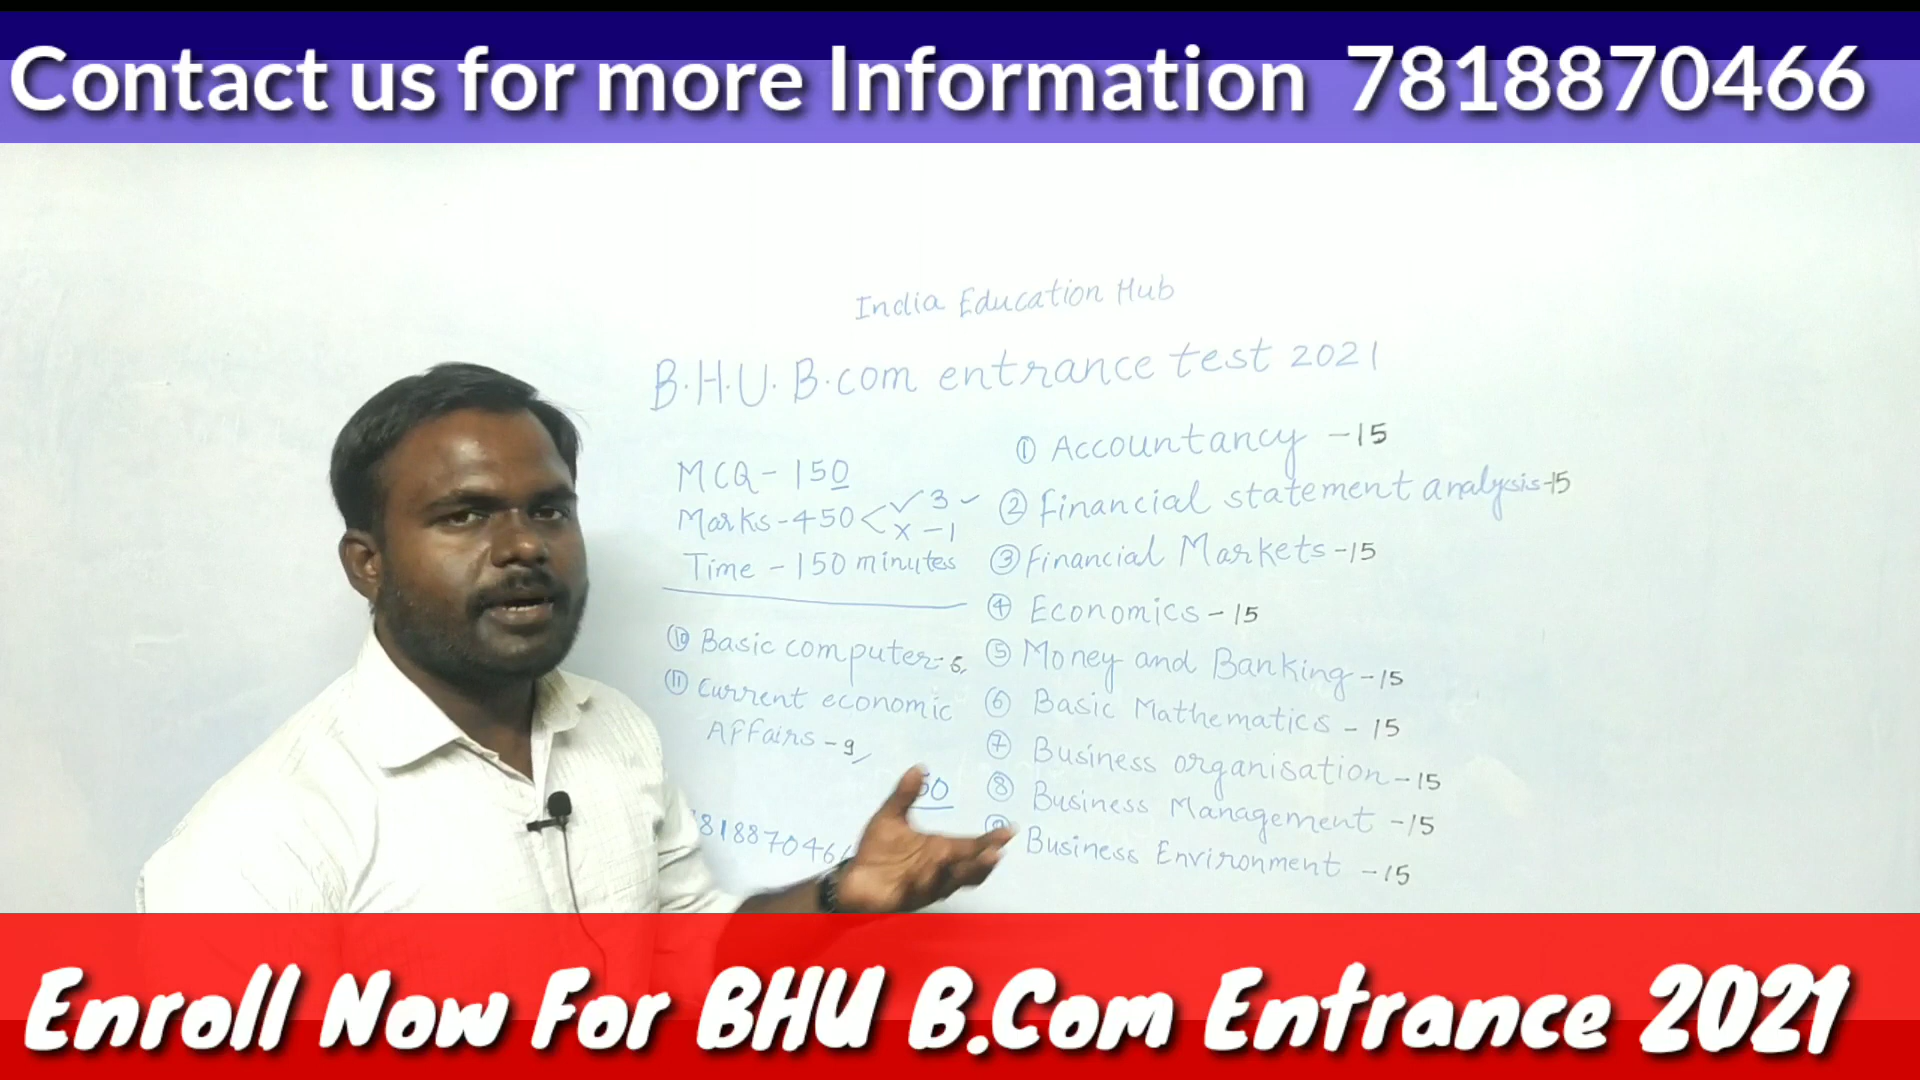 Contact us for more Information 7818870466
India Education Hub
B.H.U. B.com entrance test 2021
MCQ - 150
Marks - 450 < ✓ 3 ✓
x - 1
Time - 150 minutes
⑩ Basic computer - 6
⑪ Current economic
Affairs - 9
50
81887046
① Accountancy - 15
② Financial statement analysis - 15
③ Financial Markets - 15
④ Economics - 15
⑤ Money and Banking - 15
⑥ Basic Mathematics - 15
⑦ Business organisation - 15
⑧ Business Management - 15
Business Environment - 15
Enroll Now For BHU B.Com Entrance 2021